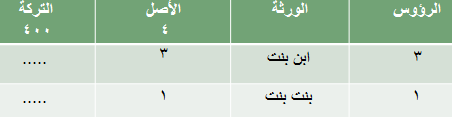 الرؤوس الورثة الأصل التركة
٤ ٤٠٠
٣ ابن بنت ٣ .....
١ بنت بنت ١ .....